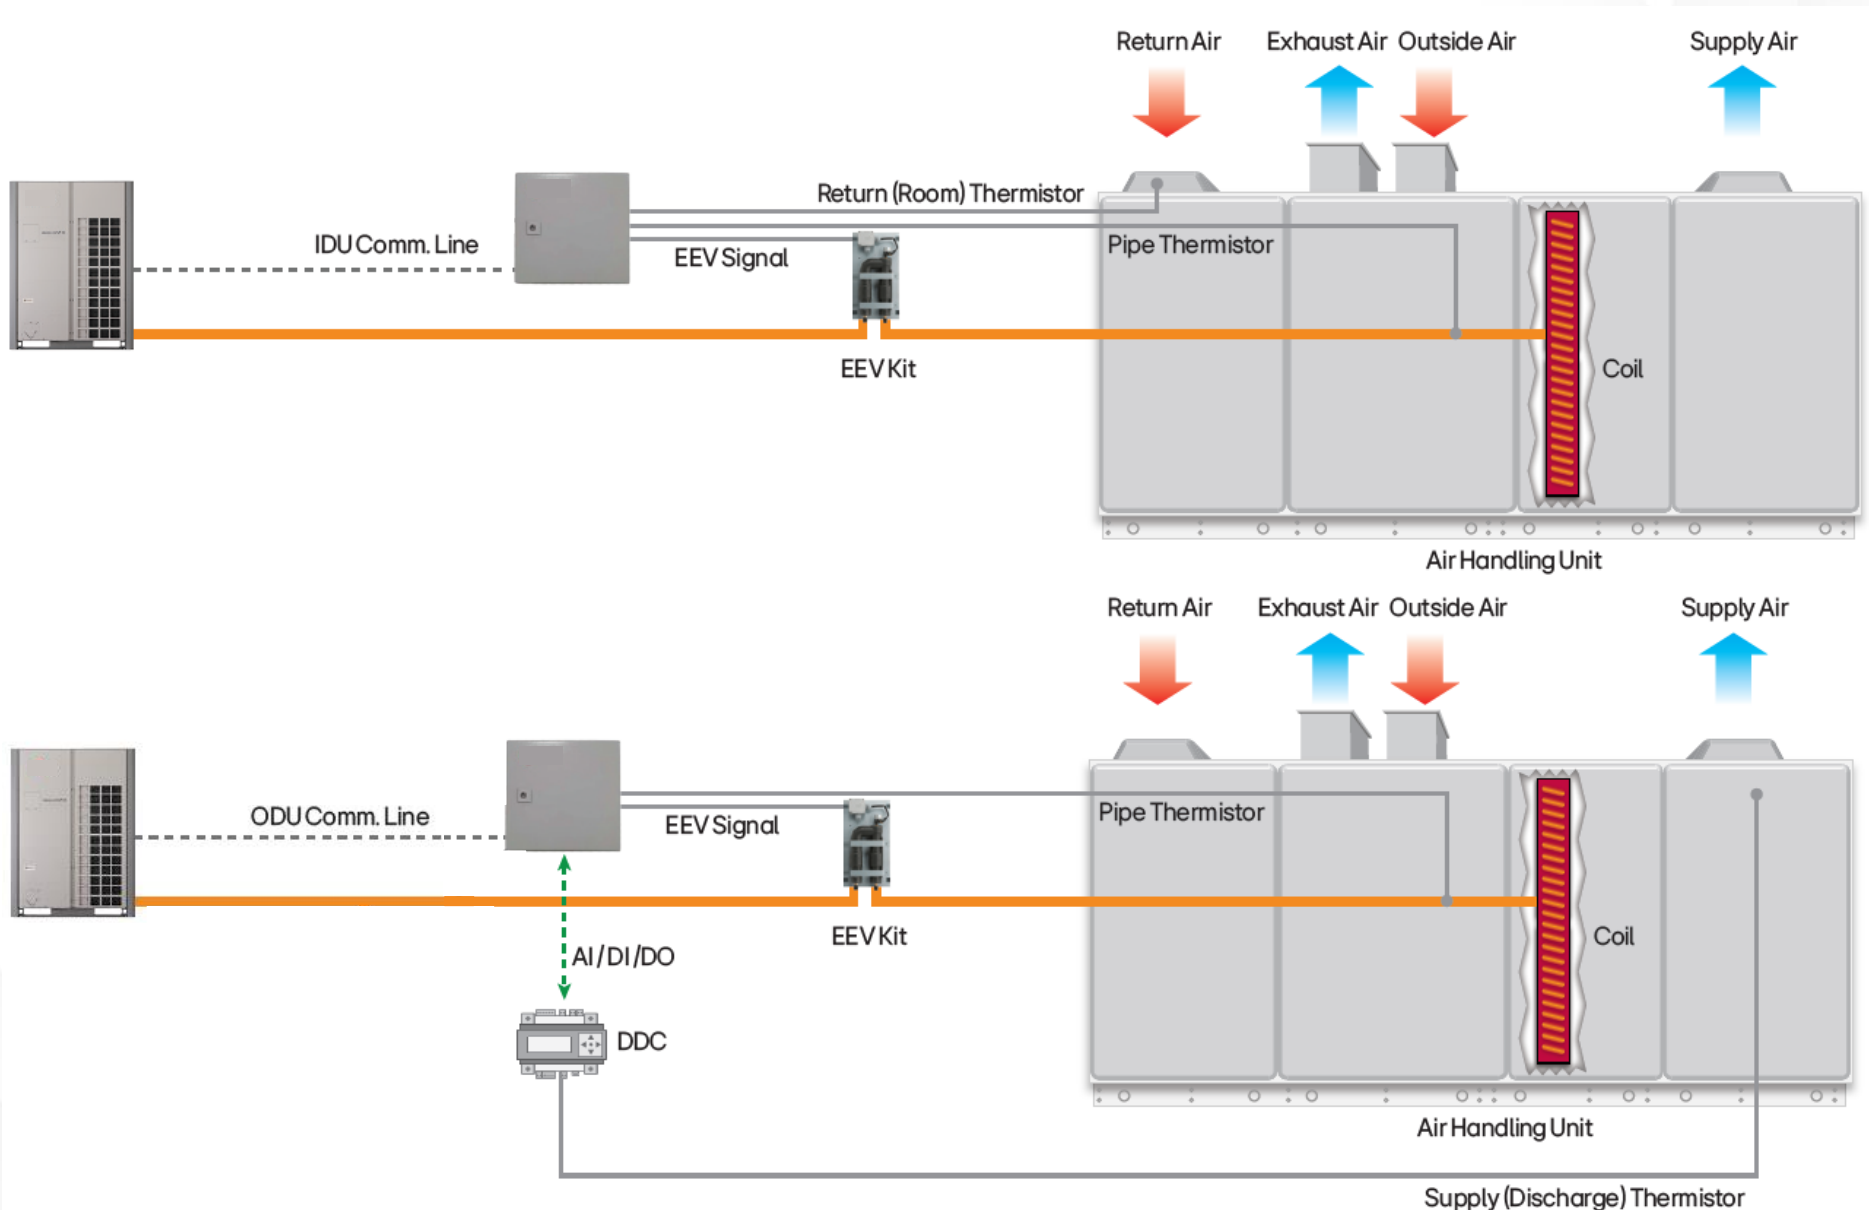 Return Air
Exhaust Air
Outside Air
Supply Air
Return (Room) Thermistor
IDU Comm. Line
EEV Signal
Pipe Thermistor
EEV Kit
Coil
Air Handling Unit
Return Air
Exhaust Air
Outside Air
Supply Air
ODU Comm. Line
EEV Signal
Pipe Thermistor
EEV Kit
Coil
AI / DI / DO
DDC
Air Handling Unit
Supply (Discharge) Thermistor